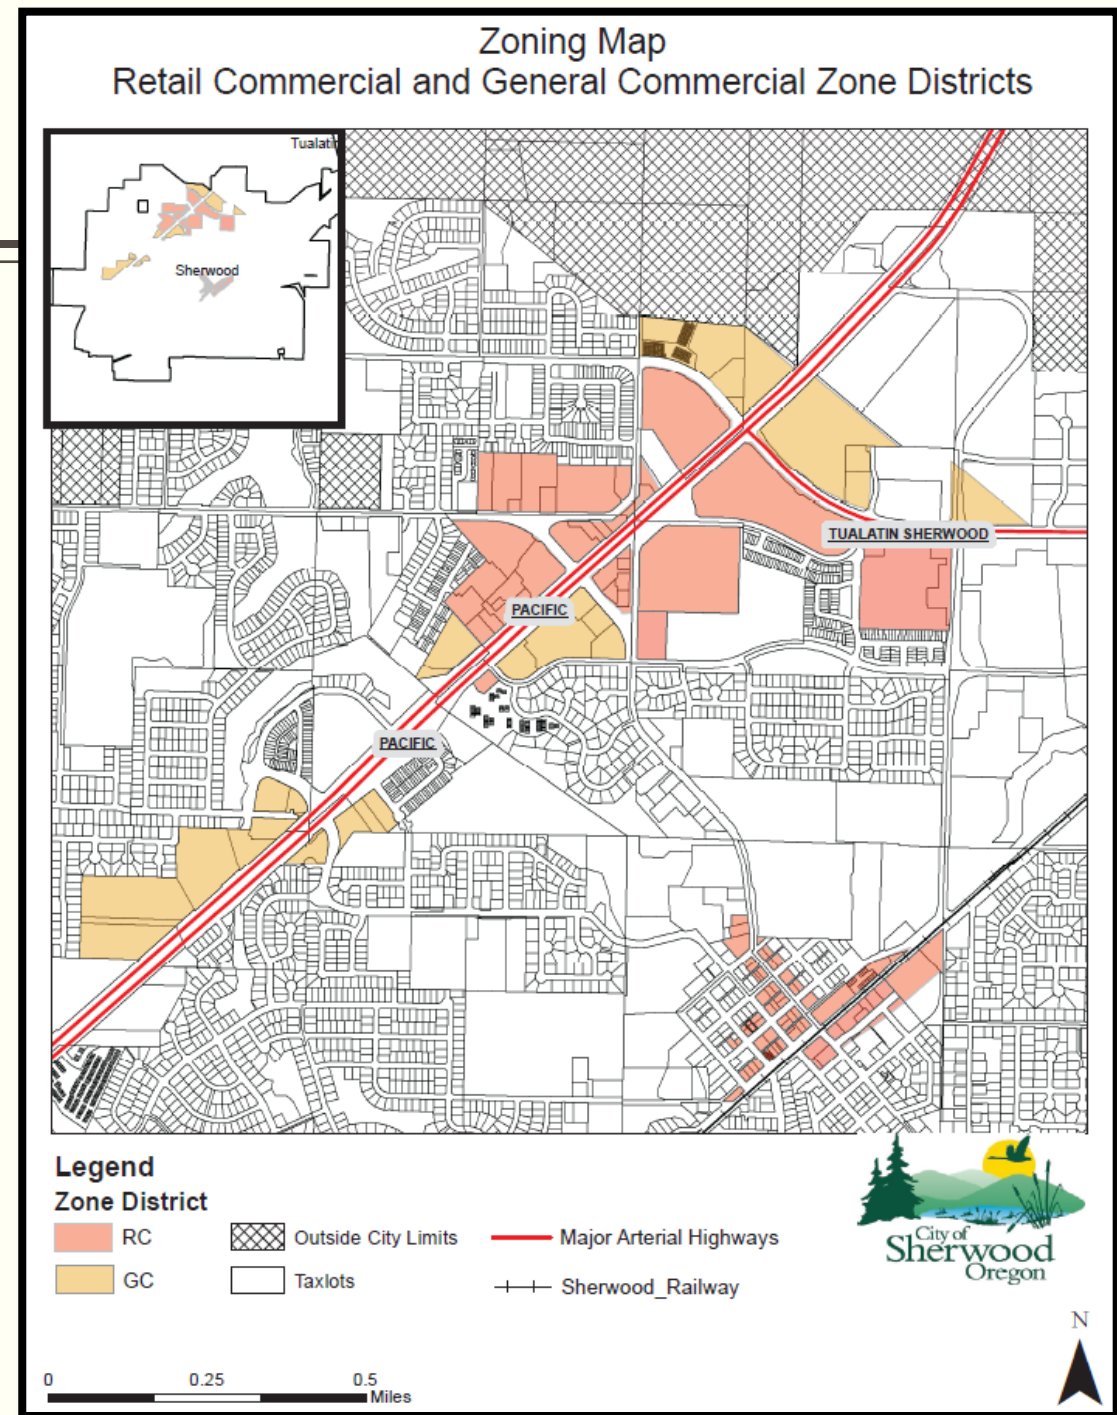 Zoning Map
Retail Commercial and General Commercial Zone Districts
Tualatin
Sherwood
TUALATIN SHERWOOD
PACIFIC
PACIFIC
Legend
Zone District
RC
GC
Outside City Limits
Taxlots
Major Arterial Highways
Sherwood_Railway
City of
Sherwood
Oregon
N
0 0.25 0.5
Miles